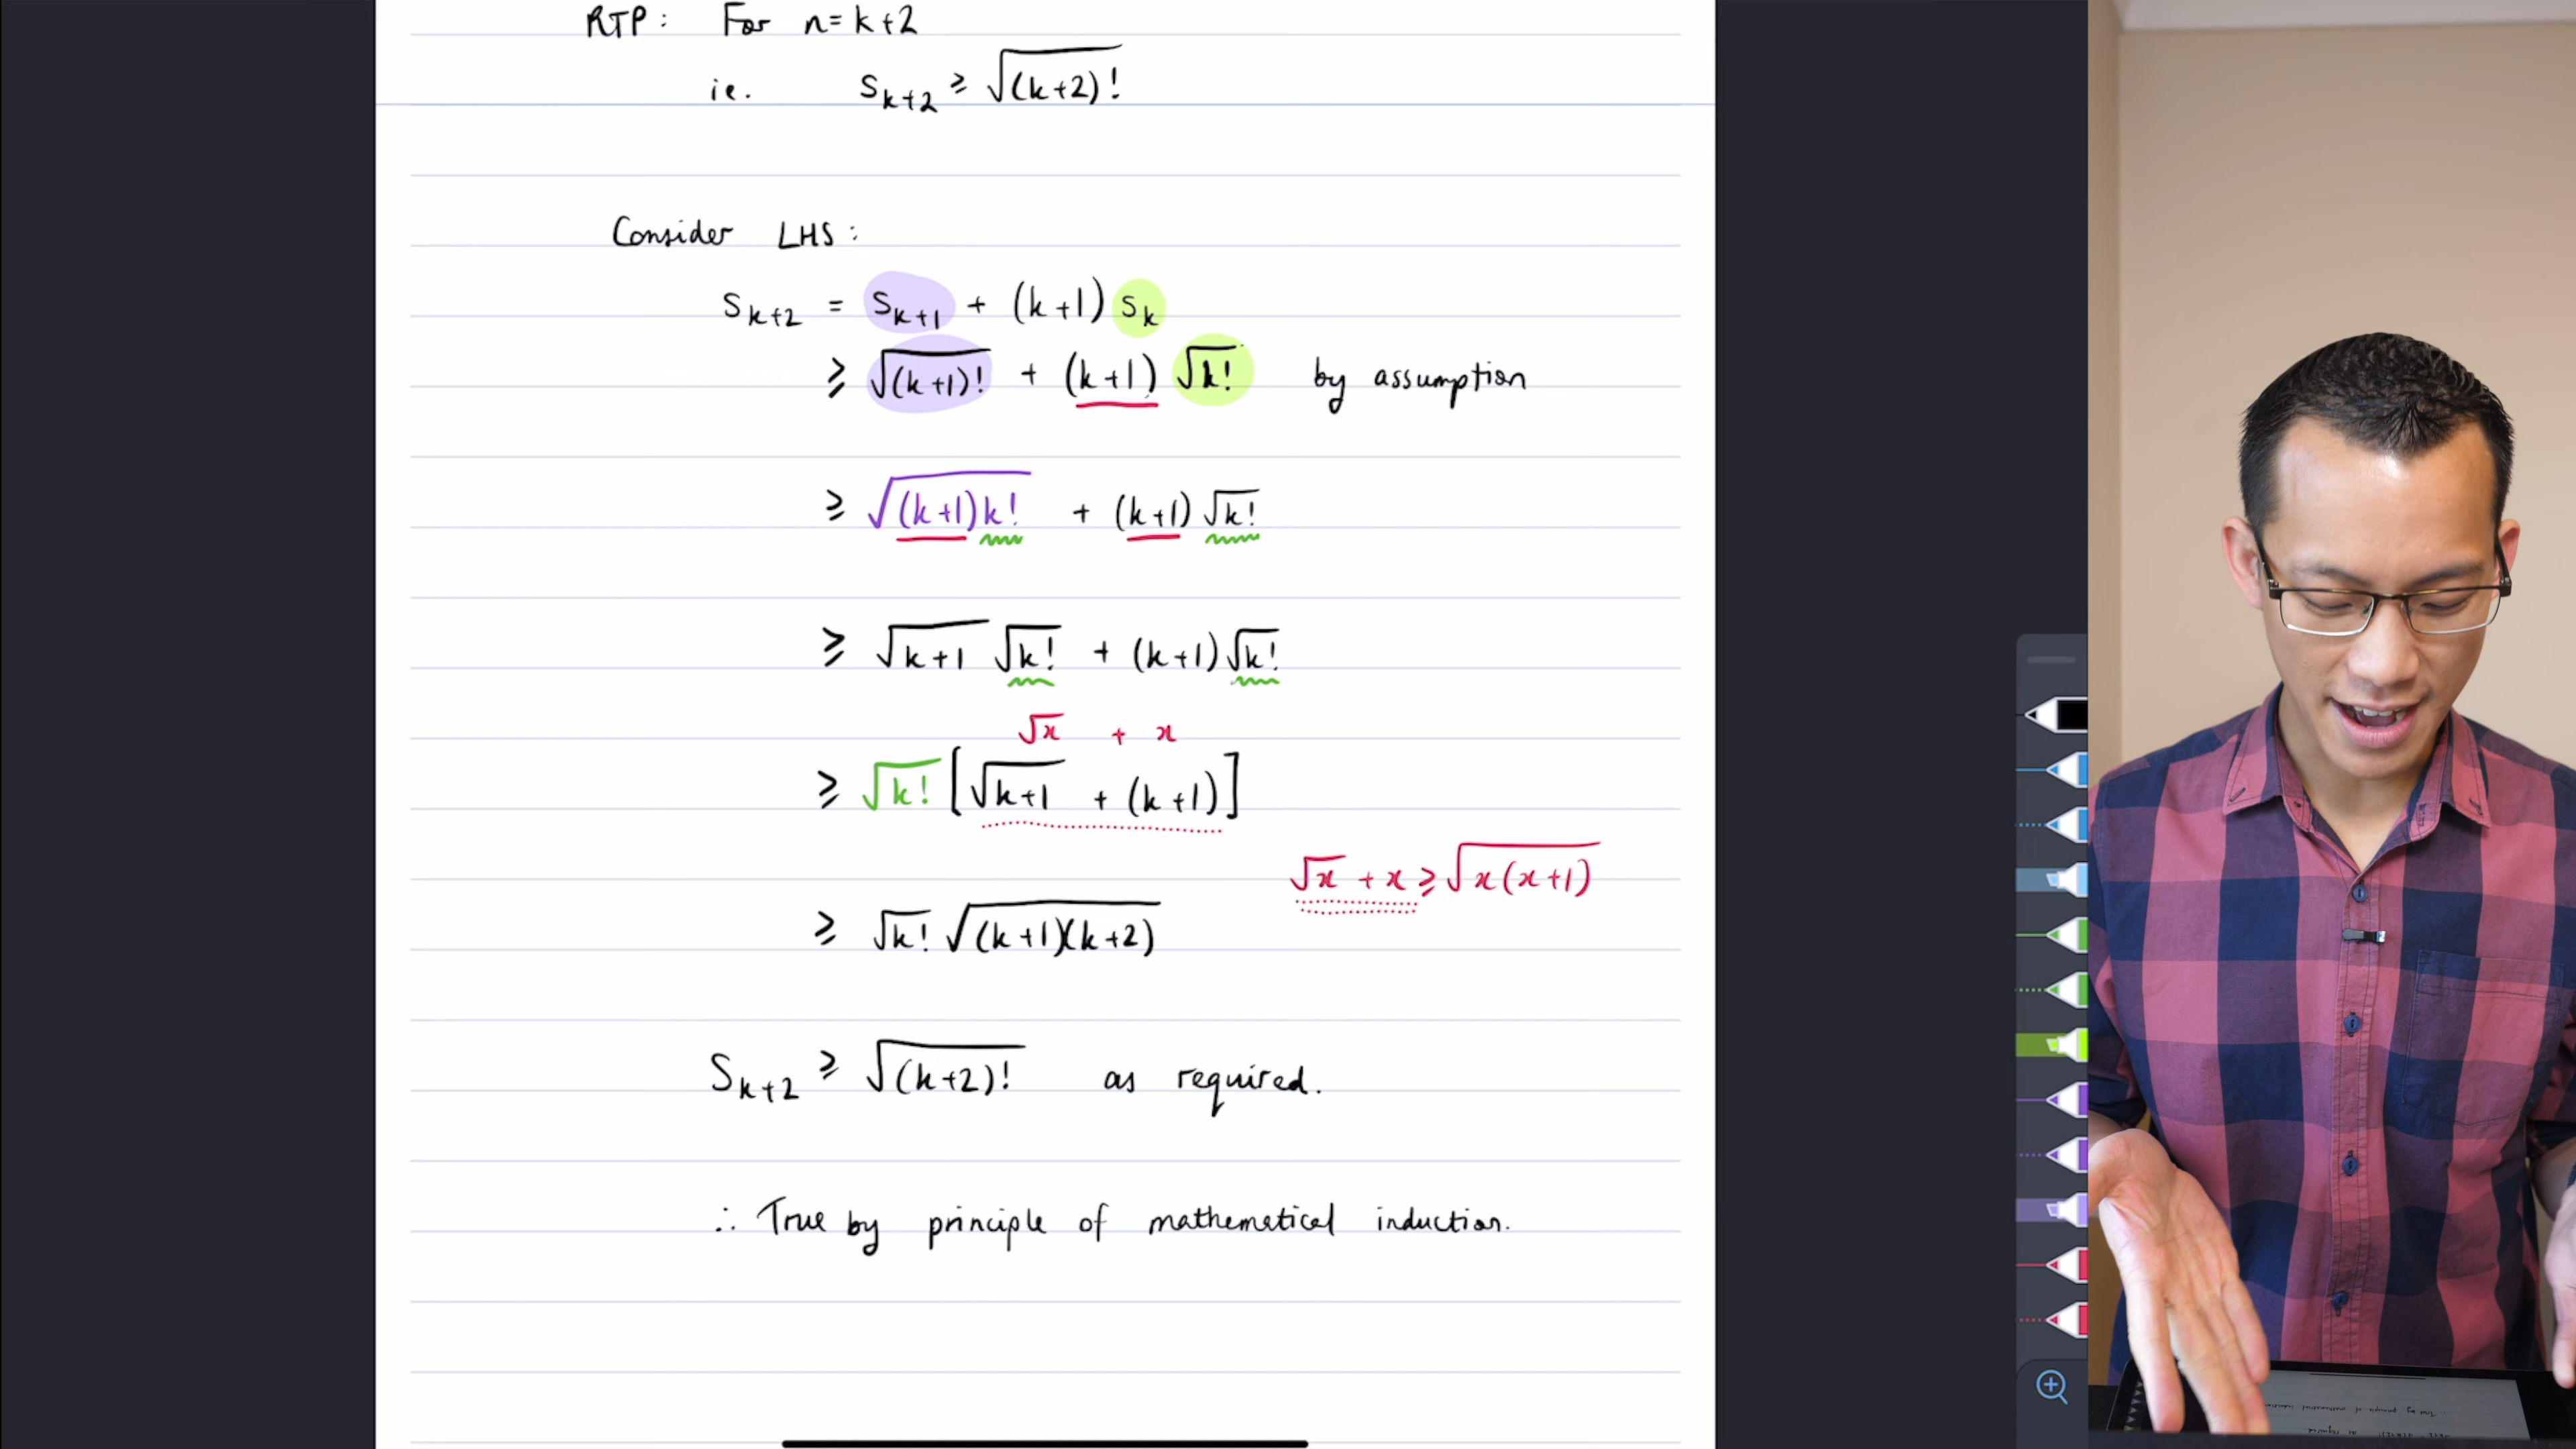 RTP: For n = k+2
ie. S_{k+2} ≥ √((k+2)!)
Consider LHS:
S_{k+2} = S_{k+1} + (k+1) S_k
≥ √((k+1)!) + (k+1) √(k!) by assumption
≥ √((k+1)k!) + (k+1) √(k!)
≥ √(k+1) √(k!) + (k+1) √(k!)
√x + x
≥ √(k!) [√(k+1) + (k+1)]
√x + x ≥ √(x(x+1))
≥ √(k!) √((k+1)(k+2))
S_{k+2} ≥ √((k+2)!) as required.
∴ True by principle of mathematical induction.